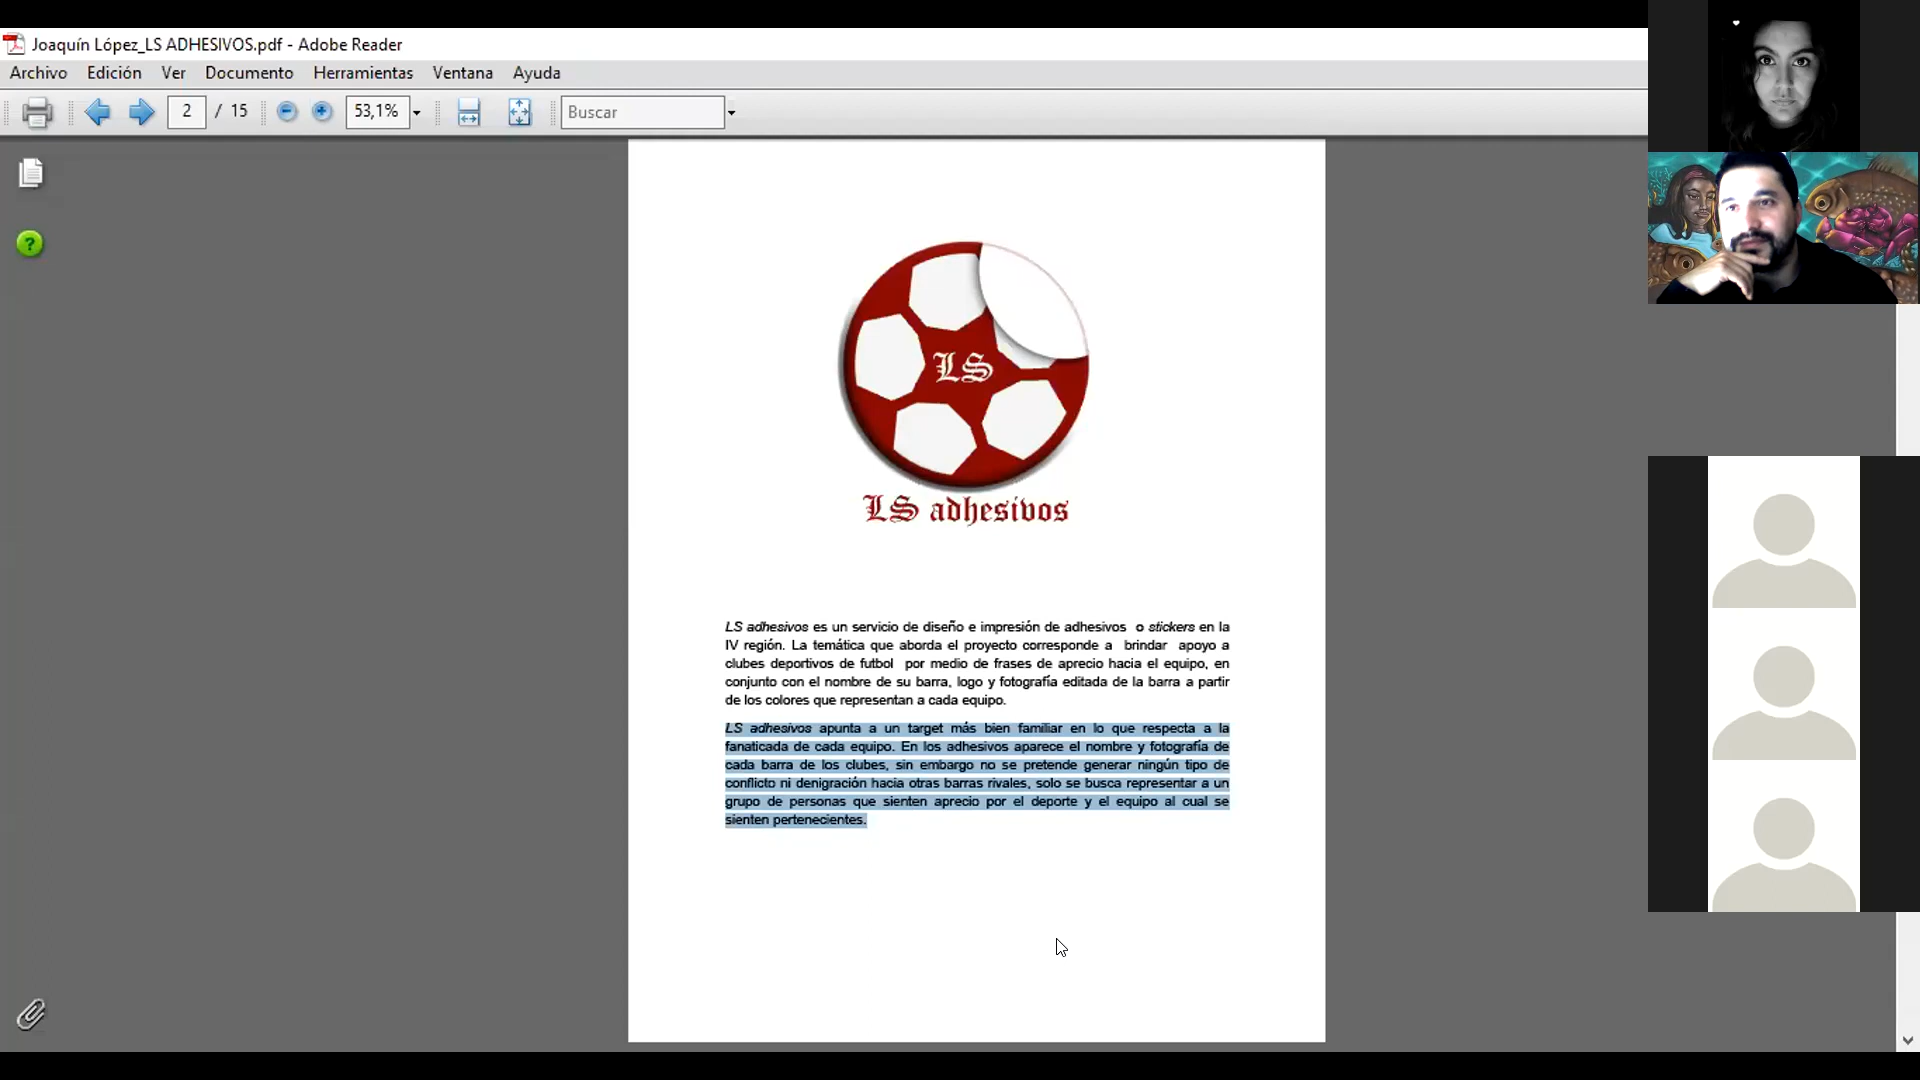 Joaquín López_LS ADHESIVOS.pdf - Adobe Reader
Archivo Edición Ver Documento Herramientas Ventana Ayuda
2 / 15 53,1% Buscar
LS
LS adhesivos
LS adhesivos es un servicio de diseño e impresión de adhesivos o stickers en la
IV región. La temática que aborda el proyecto corresponde a brindar apoyo a
clubes deportivos de futbol por medio de frases de aprecio hacia el equipo, en
conjunto con el nombre de su barra, logo y fotografía editada de la barra a partir
de los colores que representan a cada equipo.
LS adhesivos apunta a un target más bien familiar en lo que respecta a la
fanaticada de cada equipo. En los adhesivos aparece el nombre y fotografía de
cada barra de los clubes, sin embargo no se pretende generar ningún tipo de
conflicto ni denigración hacia otras barras rivales, solo se busca representar a un
grupo de personas que sienten aprecio por el deporte y el equipo al cual se
sienten pertenecientes.